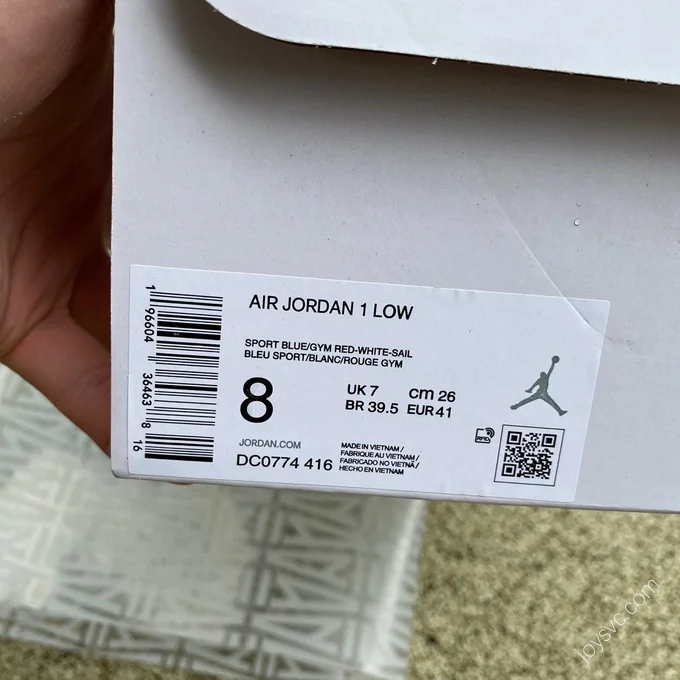 AIR JORDAN 1 LOW
SPORT BLUE/GYM RED-WHITE-SAIL
BLEU SPORT/BLANC/ROUGE GYM
8
UK 7 cm 26
BR 39.5 EUR 41
JORDAN.COM
DC0774 416
MADE IN VIETNAM /
FABRIQUE AU VIETNAM /
FABRICADO NO VIETNÃ /
HECHO EN VIETNAM
RFID
1 96604 36463 8 16
joysvc.com